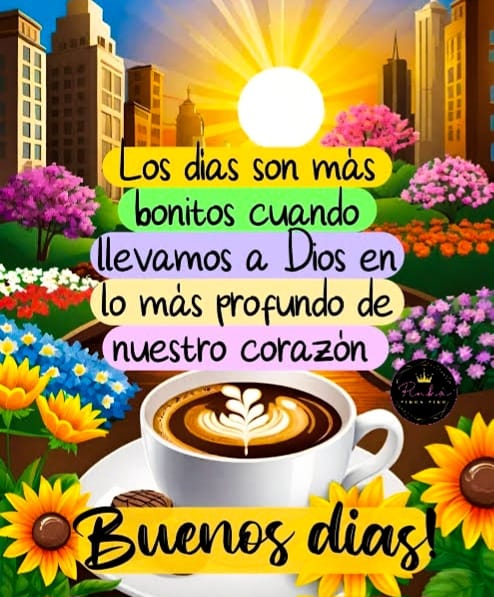 Los dias son más
bonitos cuando
llevamos a Dios en
lo más profundo de
nuestro corazón
Buenos dias!